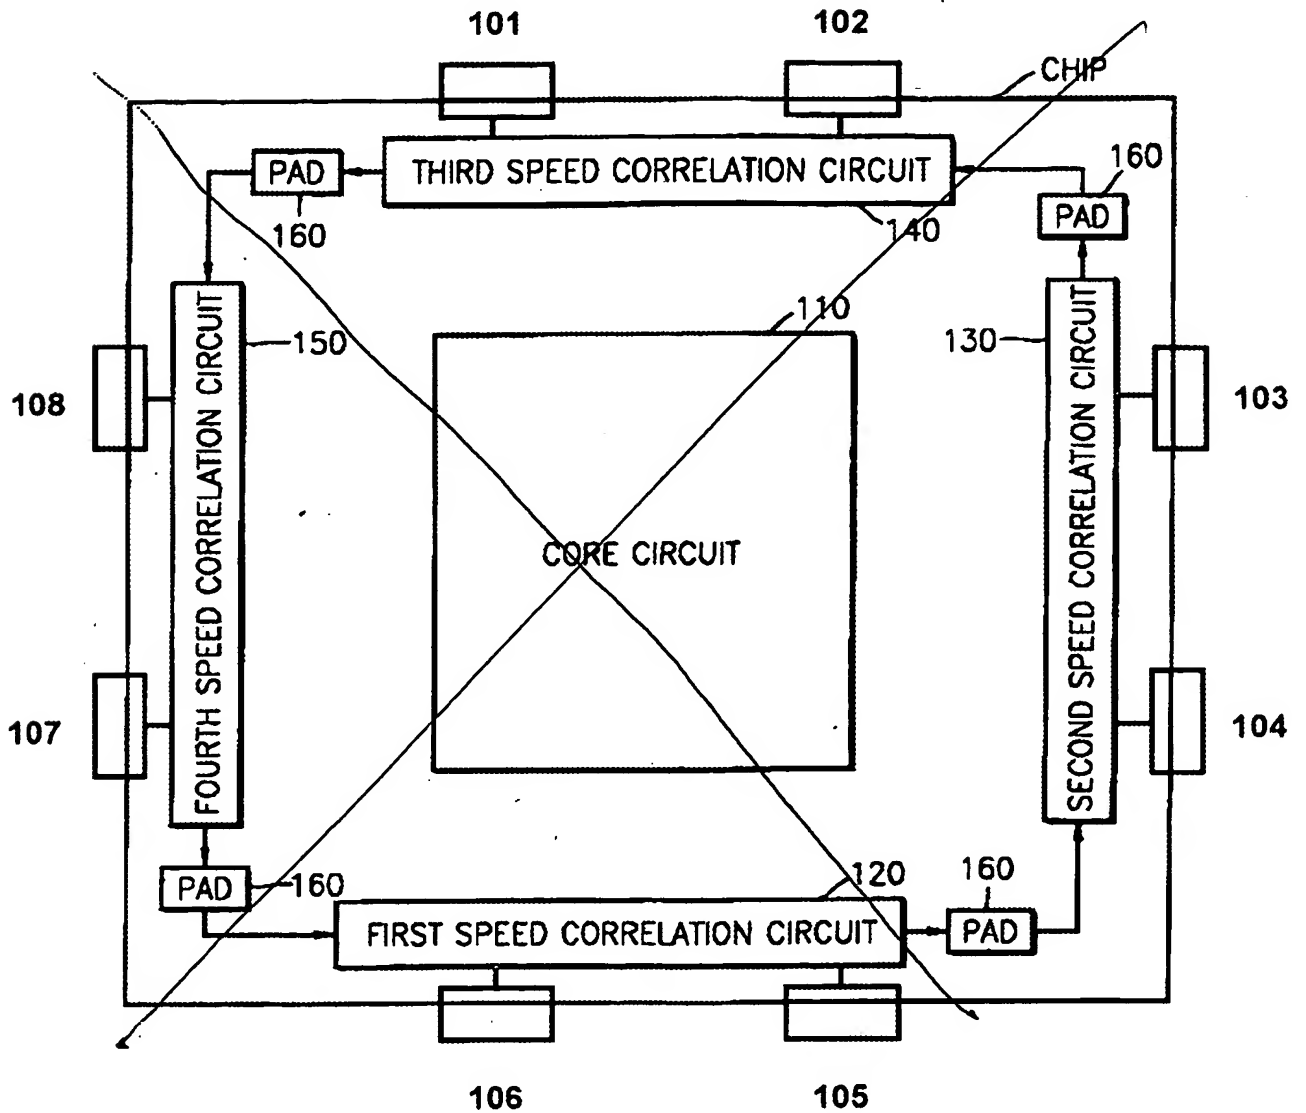 101
102
CHIP
PAD
THIRD SPEED CORRELATION CIRCUIT
160
160
140
PAD
110
150
130
FOURTH SPEED CORRELATION CIRCUIT
SECOND SPEED CORRELATION CIRCUIT
108
103
CORE CIRCUIT
107
104
PAD
160
120
160
FIRST SPEED CORRELATION CIRCUIT
PAD
106
105